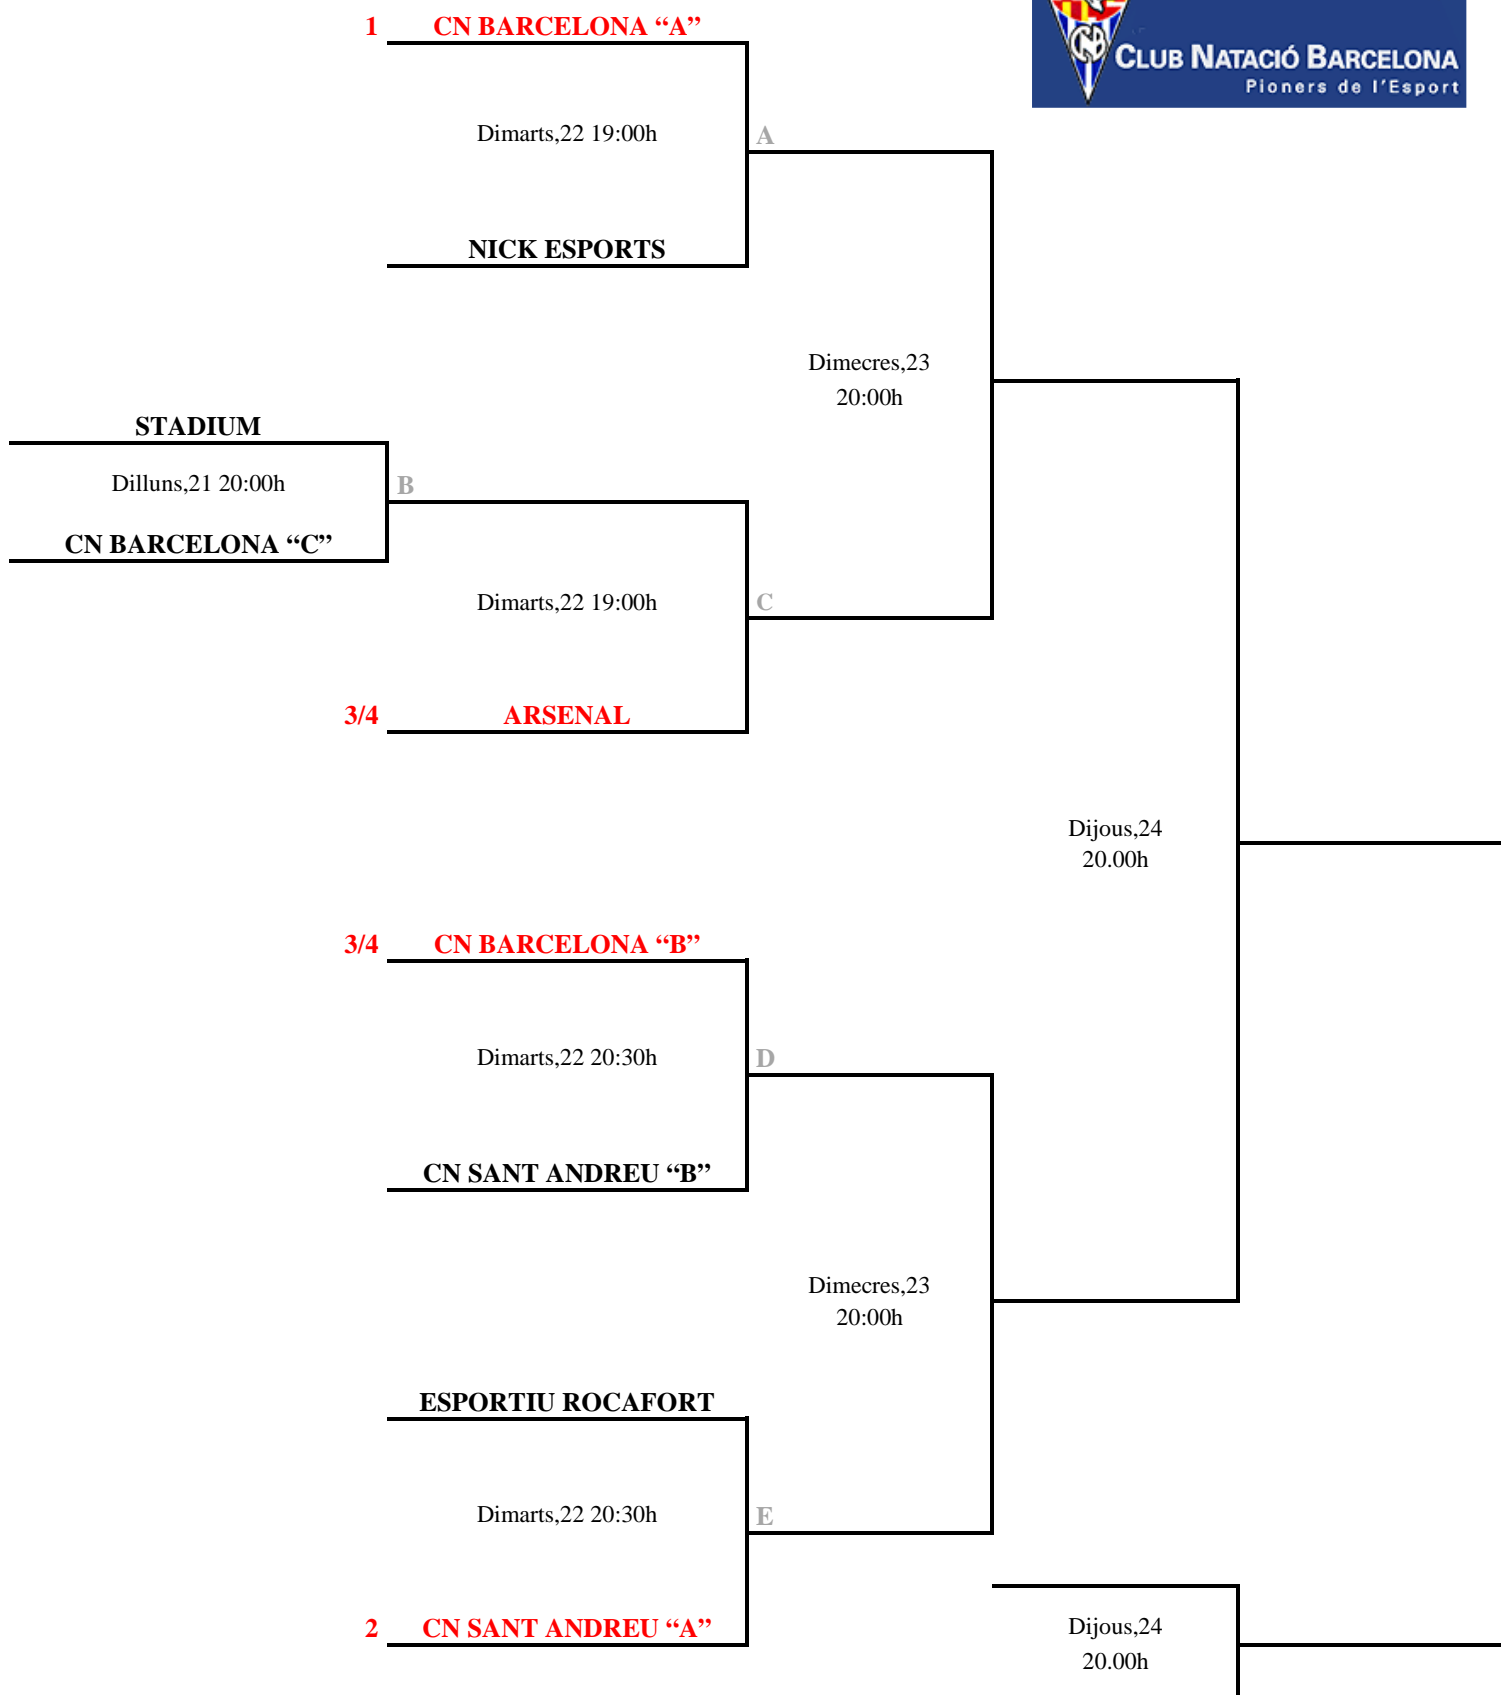 1 CN BARCELONA “A”
CNB
CLUB NATACIÓ BARCELONA
Pioners de l'Esport
Dimarts,22 19:00h
A
NICK ESPORTS
Dimecres,23
20:00h
STADIUM
Dilluns,21 20:00h
B
CN BARCELONA “C”
Dimarts,22 19:00h
C
3/4 ARSENAL
Dijous,24
20.00h
3/4 CN BARCELONA “B”
Dimarts,22 20:30h
D
CN SANT ANDREU “B”
Dimecres,23
20:00h
ESPORTIU ROCAFORT
Dimarts,22 20:30h
E
2 CN SANT ANDREU “A”
Dijous,24
20.00h